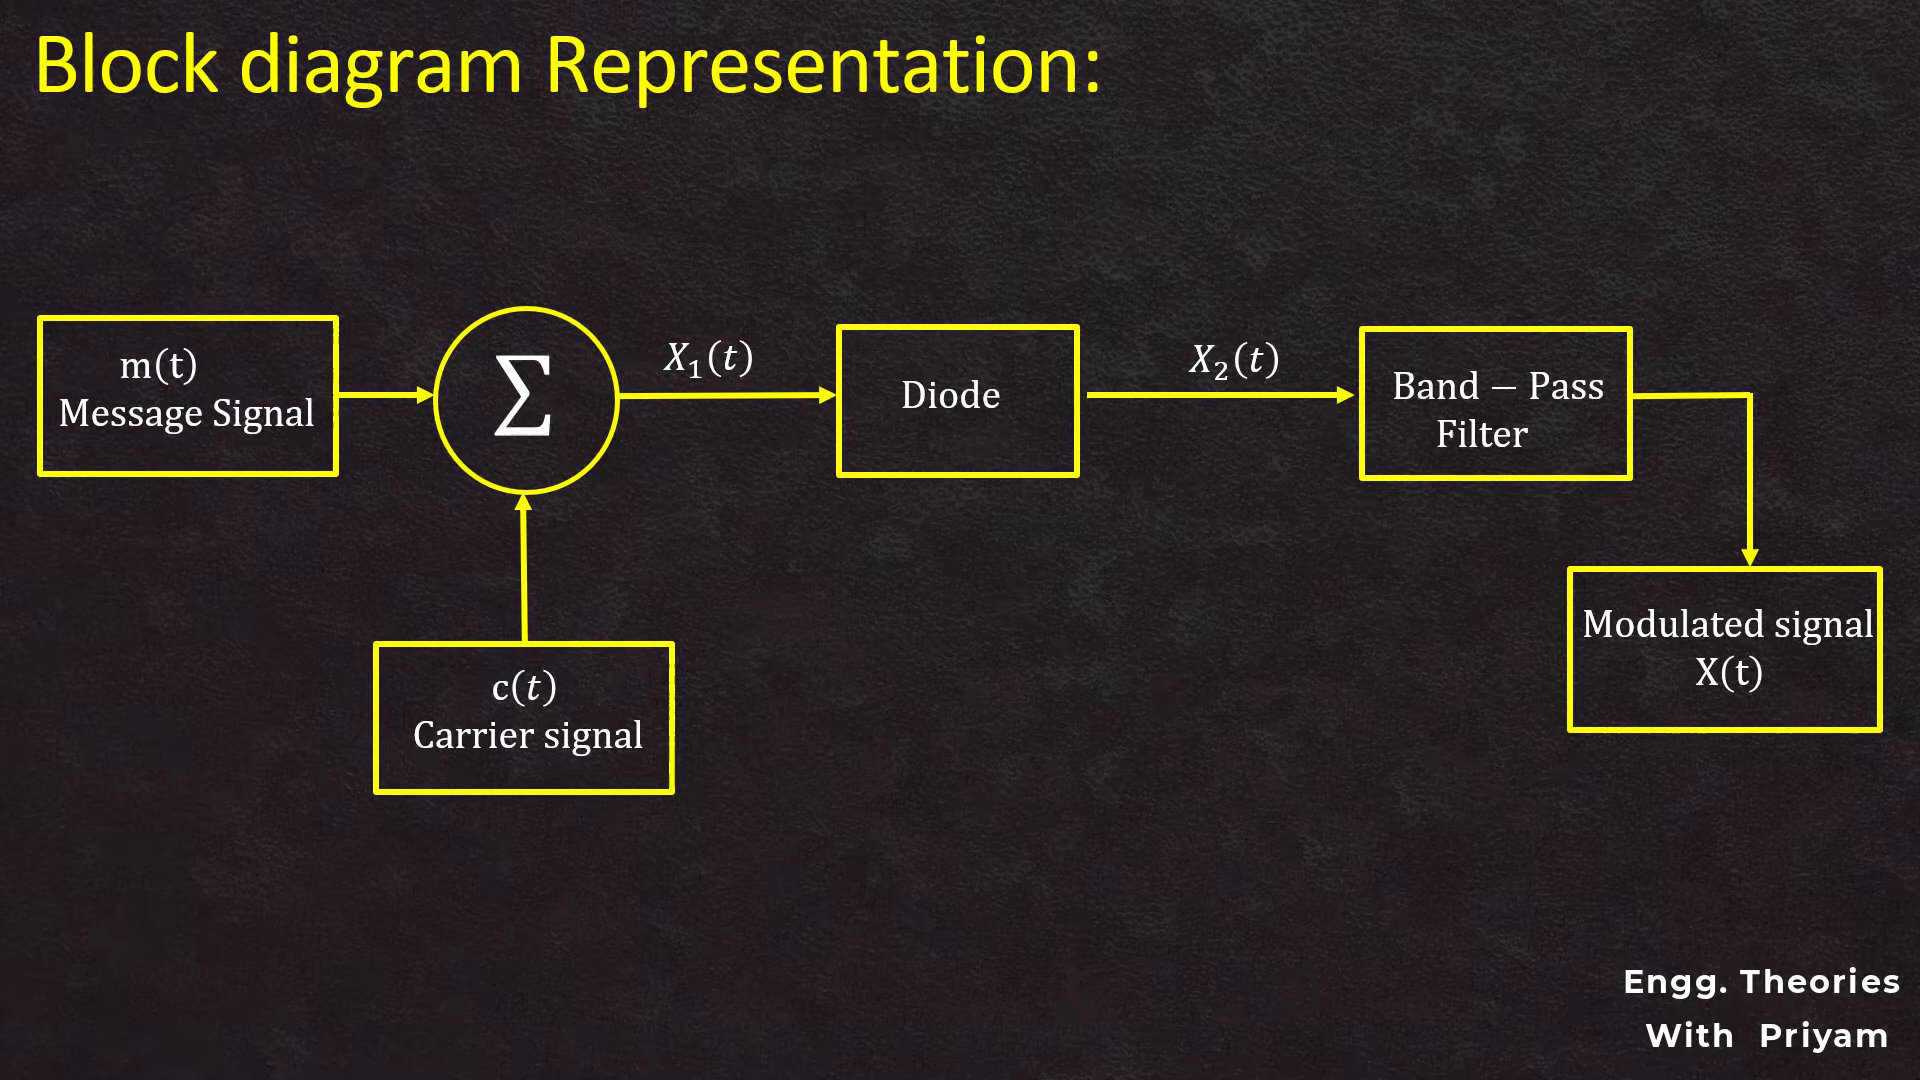 Block diagram Representation:
m(t)
Message Signal
∑
X₁(t)
Diode
X₂(t)
Band – Pass
Filter
c(t)
Carrier signal
Modulated signal
X(t)
Engg. Theories
With Priyam